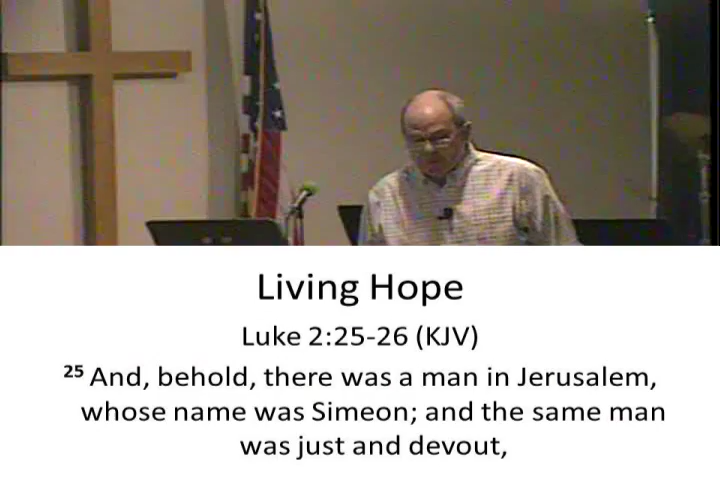 Living Hope
Luke 2:25-26 (KJV)
25 And, behold, there was a man in Jerusalem,
whose name was Simeon; and the same man
was just and devout,